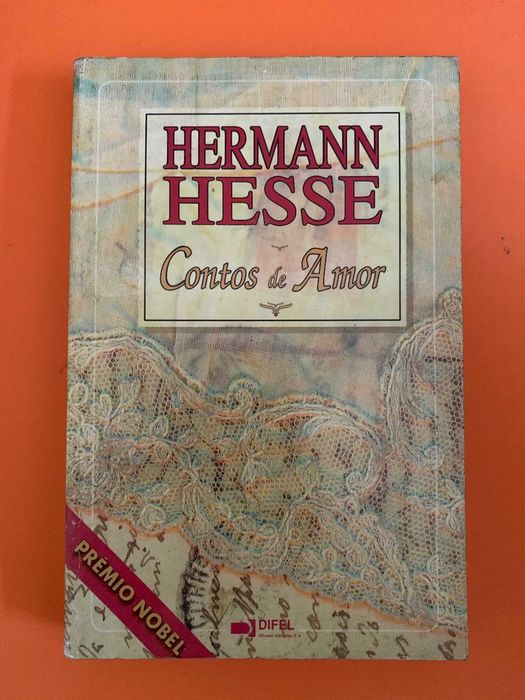 HERMANN
HESSE
Contos de Amor
PRÉMIO NOBEL
DIFEL